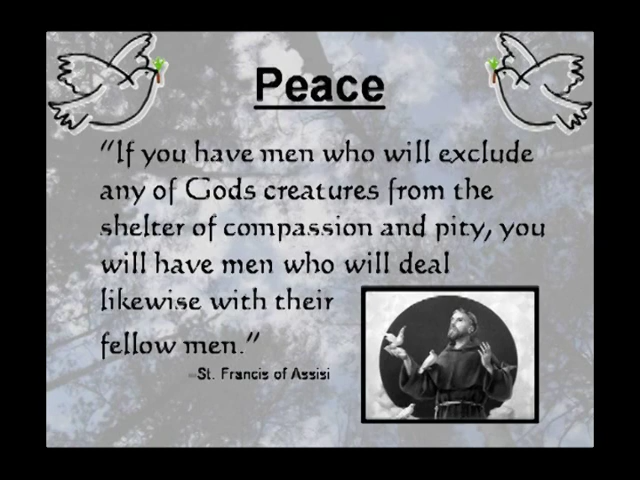 Peace
"If you have men who will exclude
any of Gods creatures from the
shelter of compassion and pity, you
will have men who will deal
likewise with their
fellow men."
-St. Francis of Assisi